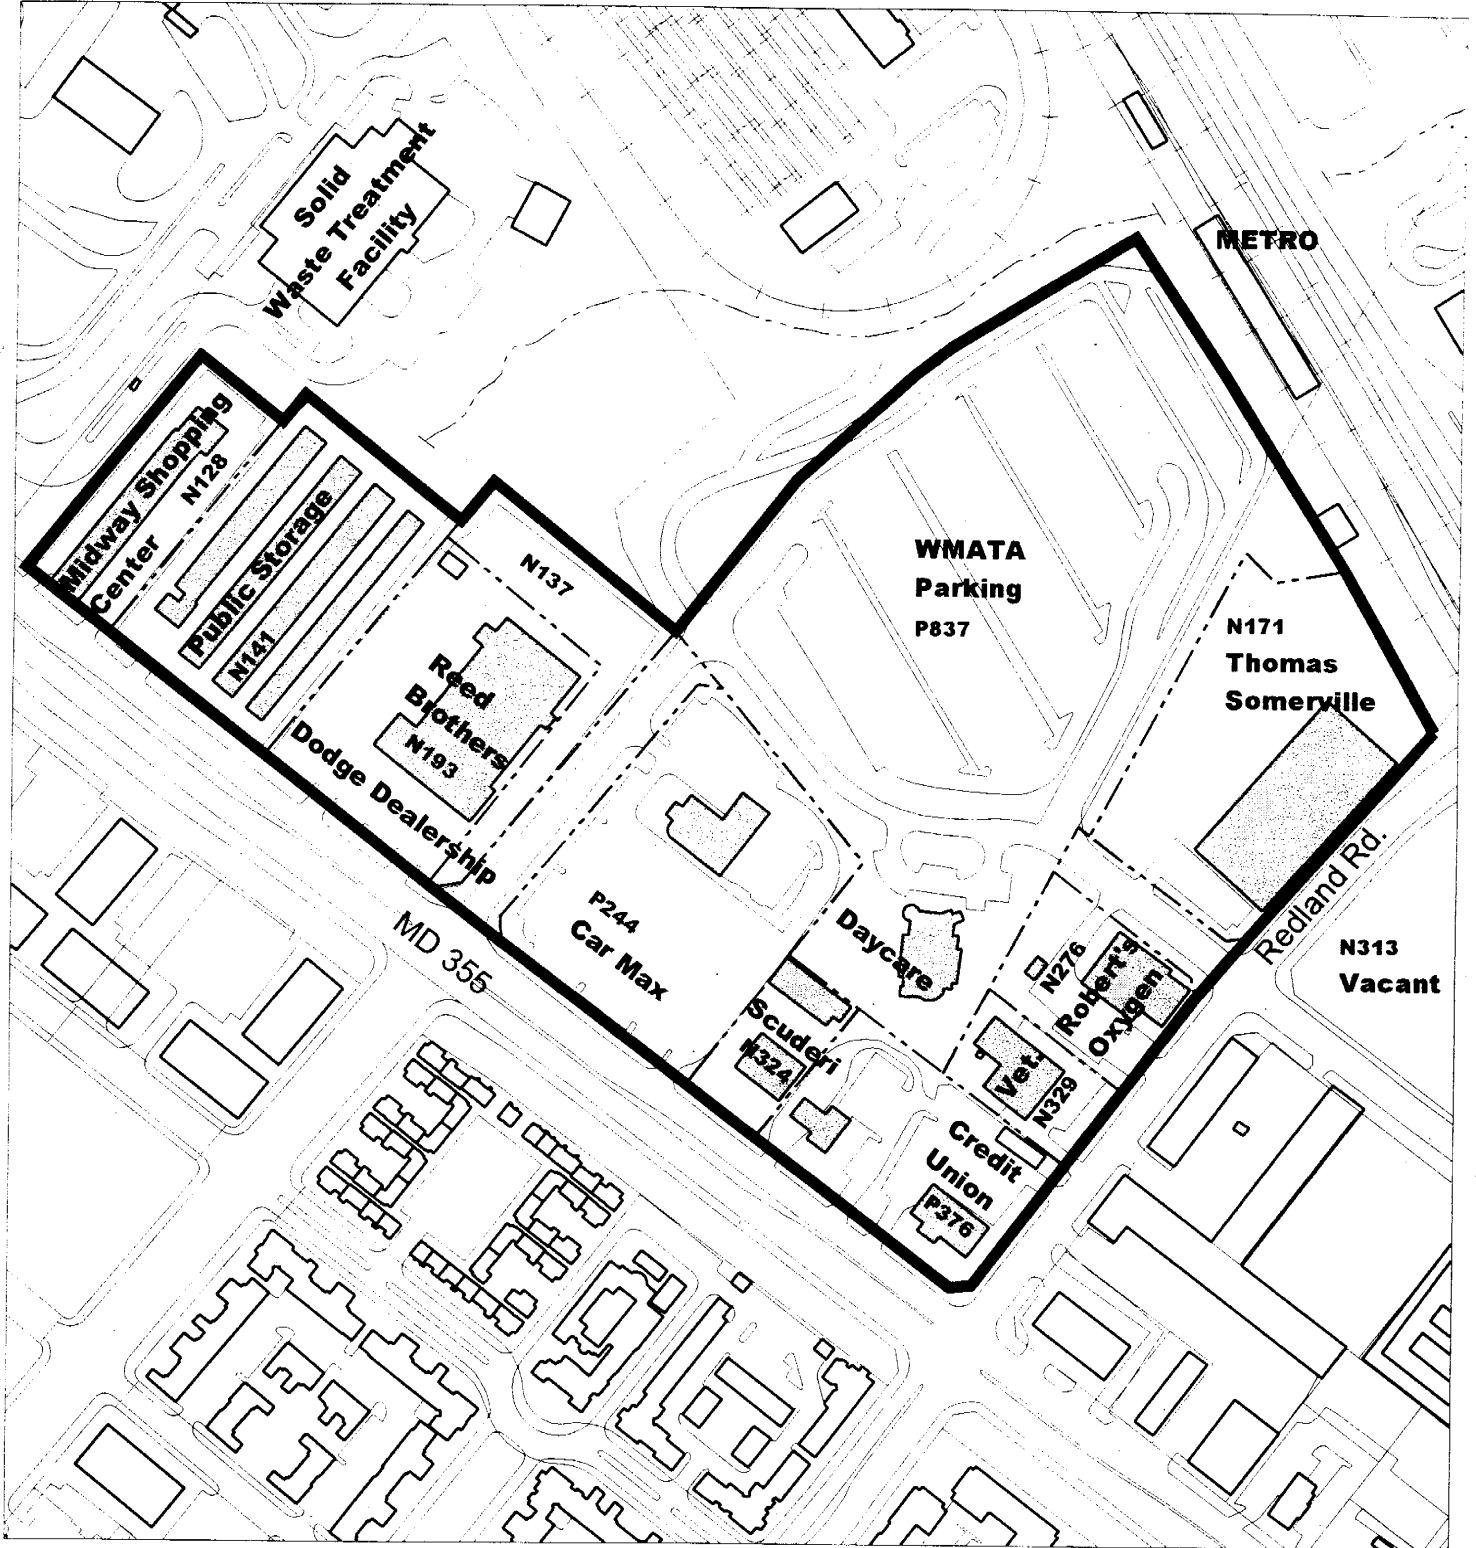 Solid
Waste Treatment
Facility
METRO
Midway Shopping
Center
N128
Public Storage
N141
N137
Reed
Brothers
N193
Dodge Dealership
WMATA
Parking
P837
N171
Thomas
Somerville
Redland Rd.
N313
Vacant
P244
Car Max
MD 355
Daycare
Scuderi
N324
N276
Robert's
Oxygen
Vet.
N329
Credit
Union
P376